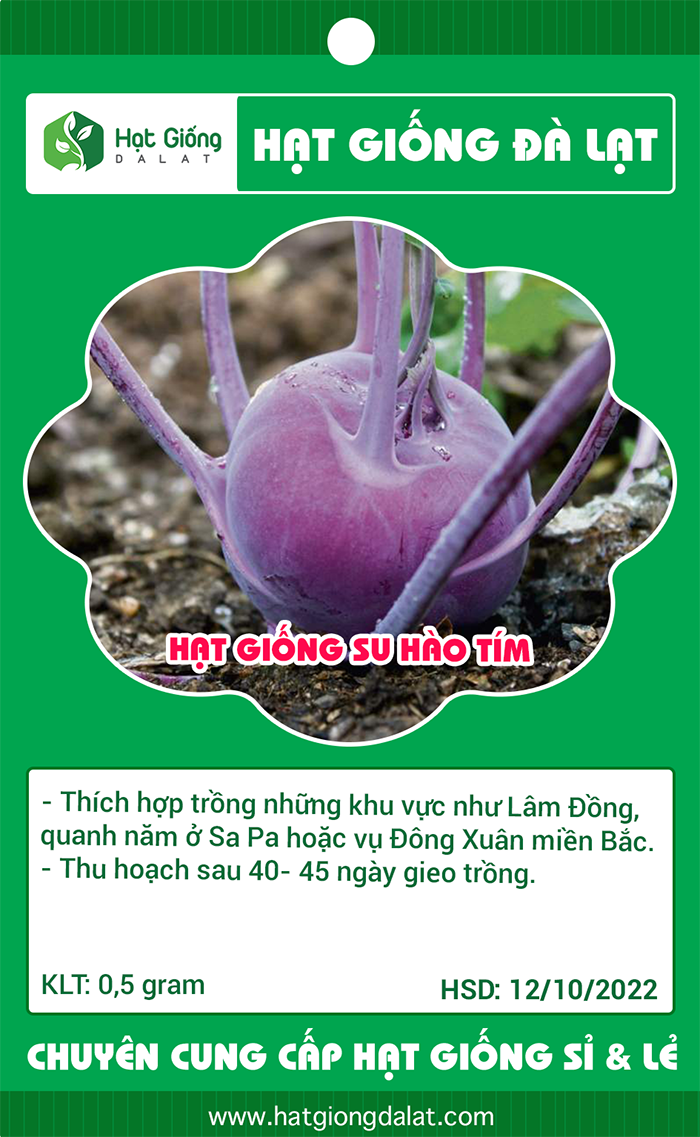 Hạt Giống
DALAT
HẠT GIỐNG ĐÀ LẠT
HẠT GIỐNG SU HÀO TÍM
- Thích hợp trồng những khu vực như Lâm Đồng,
quanh năm ở Sa Pa hoặc vụ Đông Xuân miền Bắc.
- Thu hoạch sau 40- 45 ngày gieo trồng.
KLT: 0,5 gram
HSD: 12/10/2022
CHUYÊN CUNG CẤP HẠT GIỐNG SỈ & LẺ
www.hatgiongdalat.com